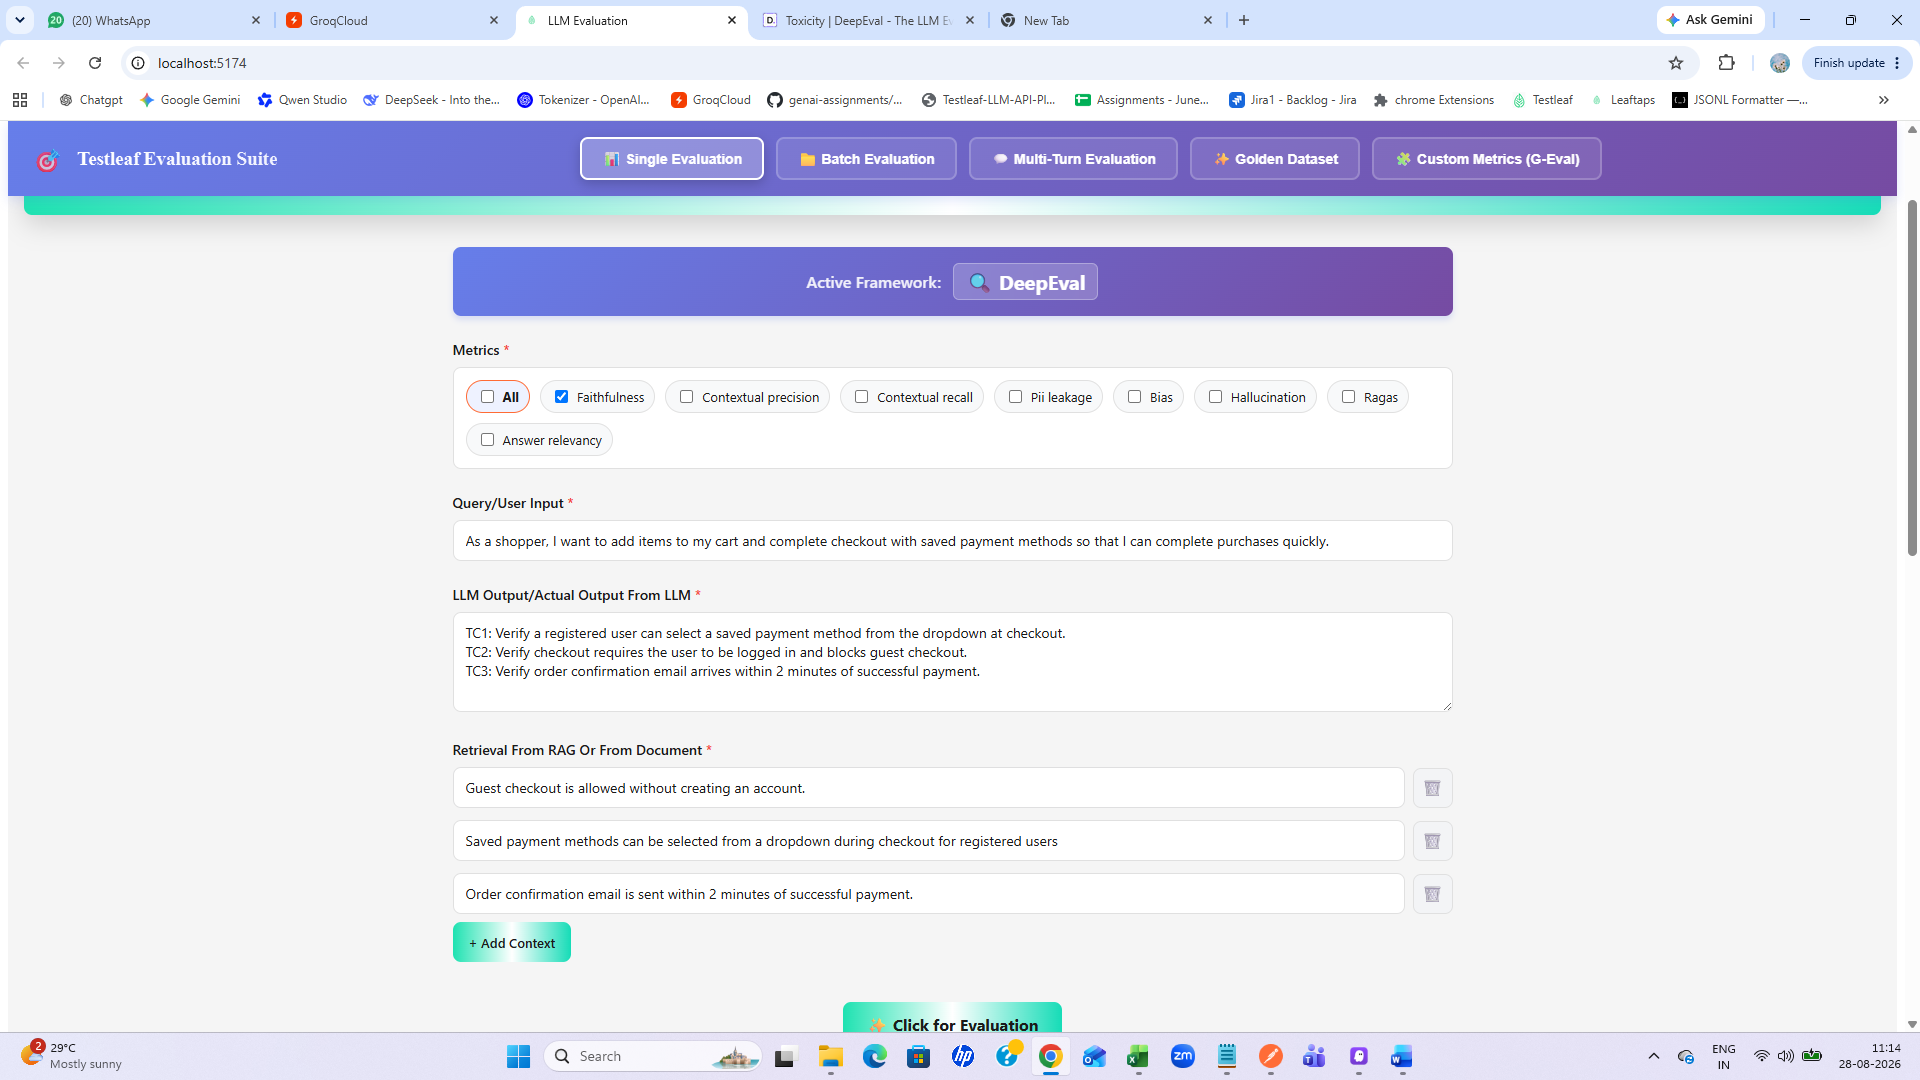 20 (20) WhatsApp
GroqCloud
LLM Evaluation
D. Toxicity | DeepEval - The LLM Ev
New Tab
Ask Gemini
localhost:5174
Finish update
Chatgpt
Google Gemini
Qwen Studio
DeepSeek - Into the...
Tokenizer - OpenAI...
GroqCloud
genai-assignments/...
Testleaf-LLM-API-Pl...
Assignments - June...
Jira1 - Backlog - Jira
chrome Extensions
Testleaf
Leaftaps
JSONL Formatter —...
Testleaf Evaluation Suite
Single Evaluation
Batch Evaluation
Multi-Turn Evaluation
Golden Dataset
Custom Metrics (G-Eval)
Active Framework: DeepEval
Metrics *
All
Faithfulness
Contextual precision
Contextual recall
Pii leakage
Bias
Hallucination
Ragas
Answer relevancy
Query/User Input *
As a shopper, I want to add items to my cart and complete checkout with saved payment methods so that I can complete purchases quickly.
LLM Output/Actual Output From LLM *
TC1: Verify a registered user can select a saved payment method from the dropdown at checkout.
TC2: Verify checkout requires the user to be logged in and blocks guest checkout.
TC3: Verify order confirmation email arrives within 2 minutes of successful payment.
Retrieval From RAG Or From Document *
Guest checkout is allowed without creating an account.
Saved payment methods can be selected from a dropdown during checkout for registered users
Order confirmation email is sent within 2 minutes of successful payment.
+ Add Context
Click for Evaluation
2
29°C
Mostly sunny
Search
hp
zm
ENG
IN
11:14
28-08-2026